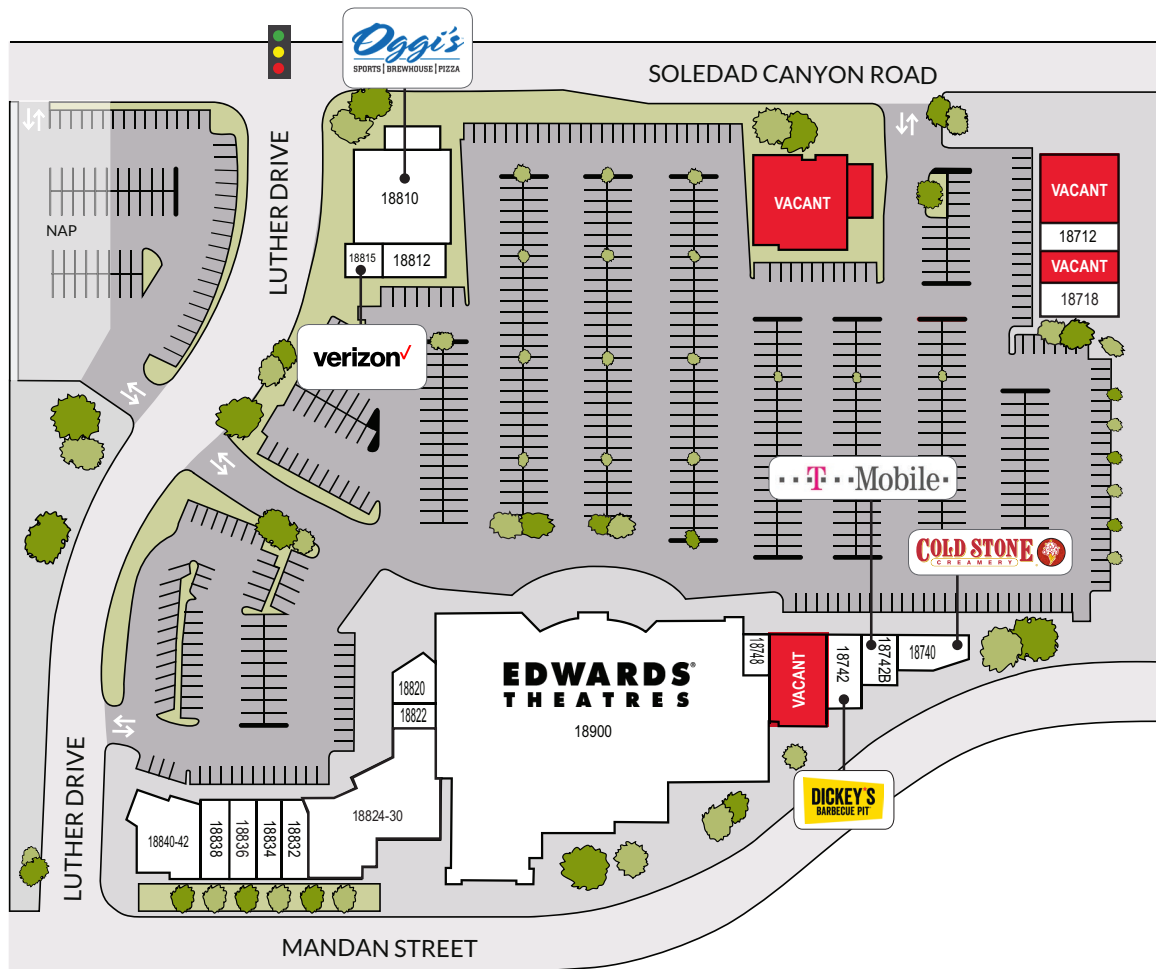 Oggi's
SPORTS | BREWHOUSE | PIZZA
SOLEDAD CANYON ROAD
LUTHER DRIVE
18810
VACANT
VACANT
NAP
18712
18815
18812
VACANT
18718
verizon
T Mobile
COLD STONE
CREAMERY
18748
VACANT
18742
18742B
18740
EDWARDS®
THEATRES
18900
18820
18822
DICKEY'S
BARBECUE PIT
18824-30
18840-42
18838
18836
18834
18832
LUTHER DRIVE
MANDAN STREET